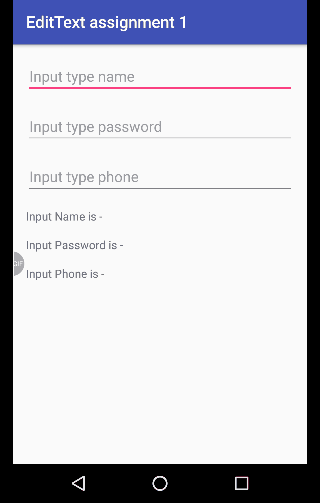 EditText assignment 1
Input type name
Input type password
Input type phone
Input Name is -
Input Password is -
Input Phone is -